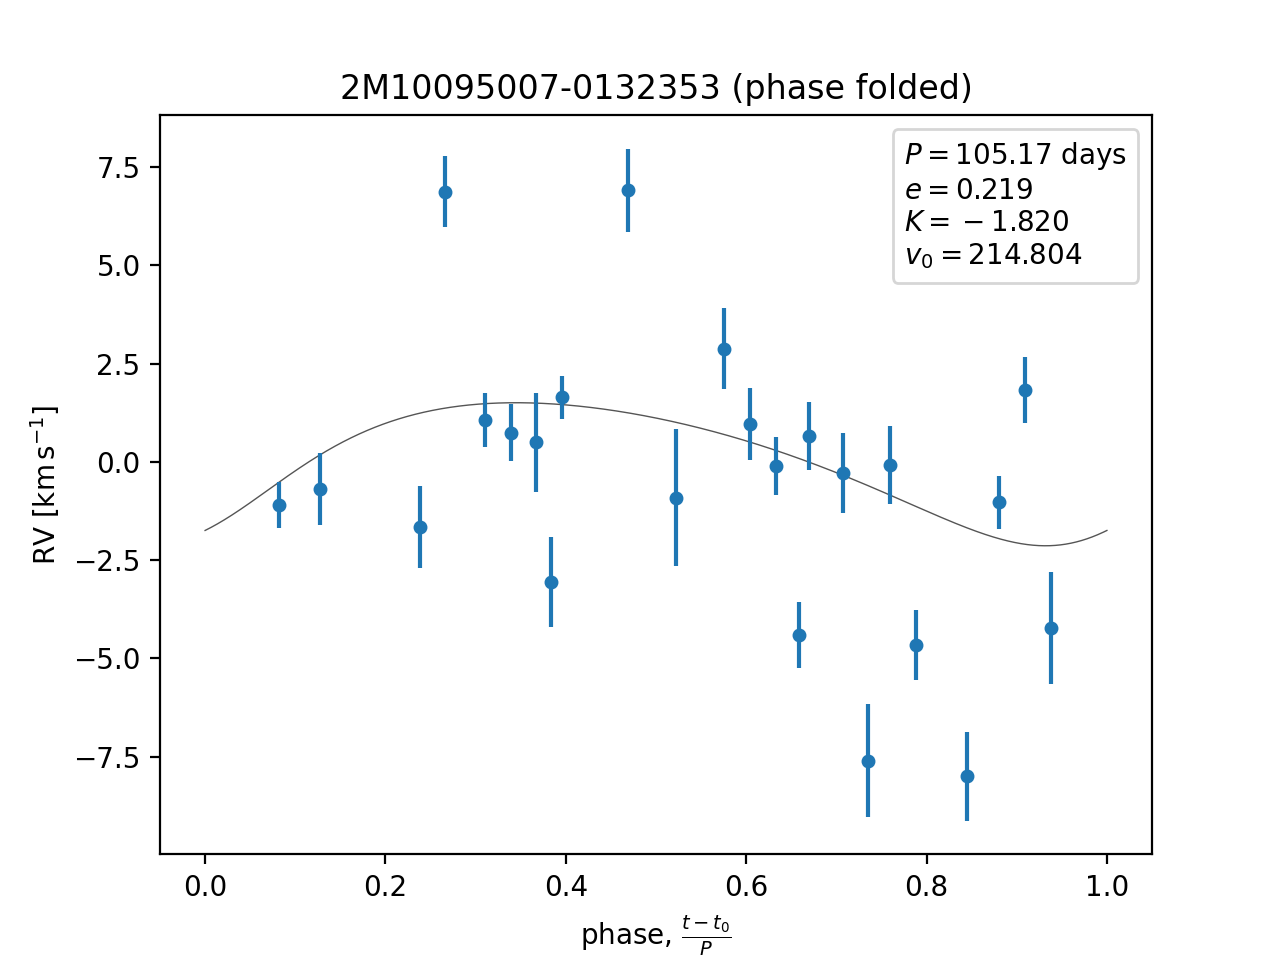 2M10095007-0132353 (phase folded)
P = 105.17 days
e = 0.219
K = − 1.820
v₀ = 214.804
RV [km s⁻¹]
7.5
5.0
2.5
0.0
−2.5
−5.0
−7.5
0.0 0.2 0.4 0.6 0.8 1.0
phase, (t − t₀)/P